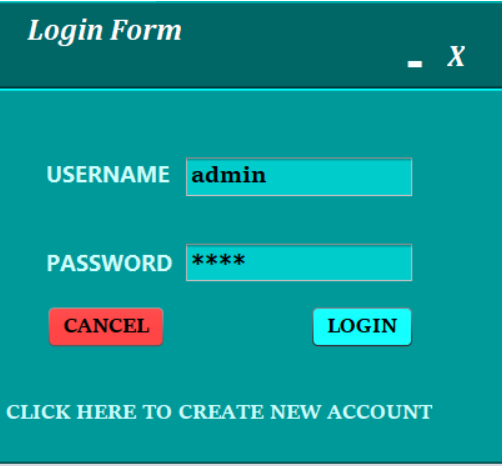 Login Form
- X
USERNAME admin
PASSWORD ****
CANCEL LOGIN
CLICK HERE TO CREATE NEW ACCOUNT